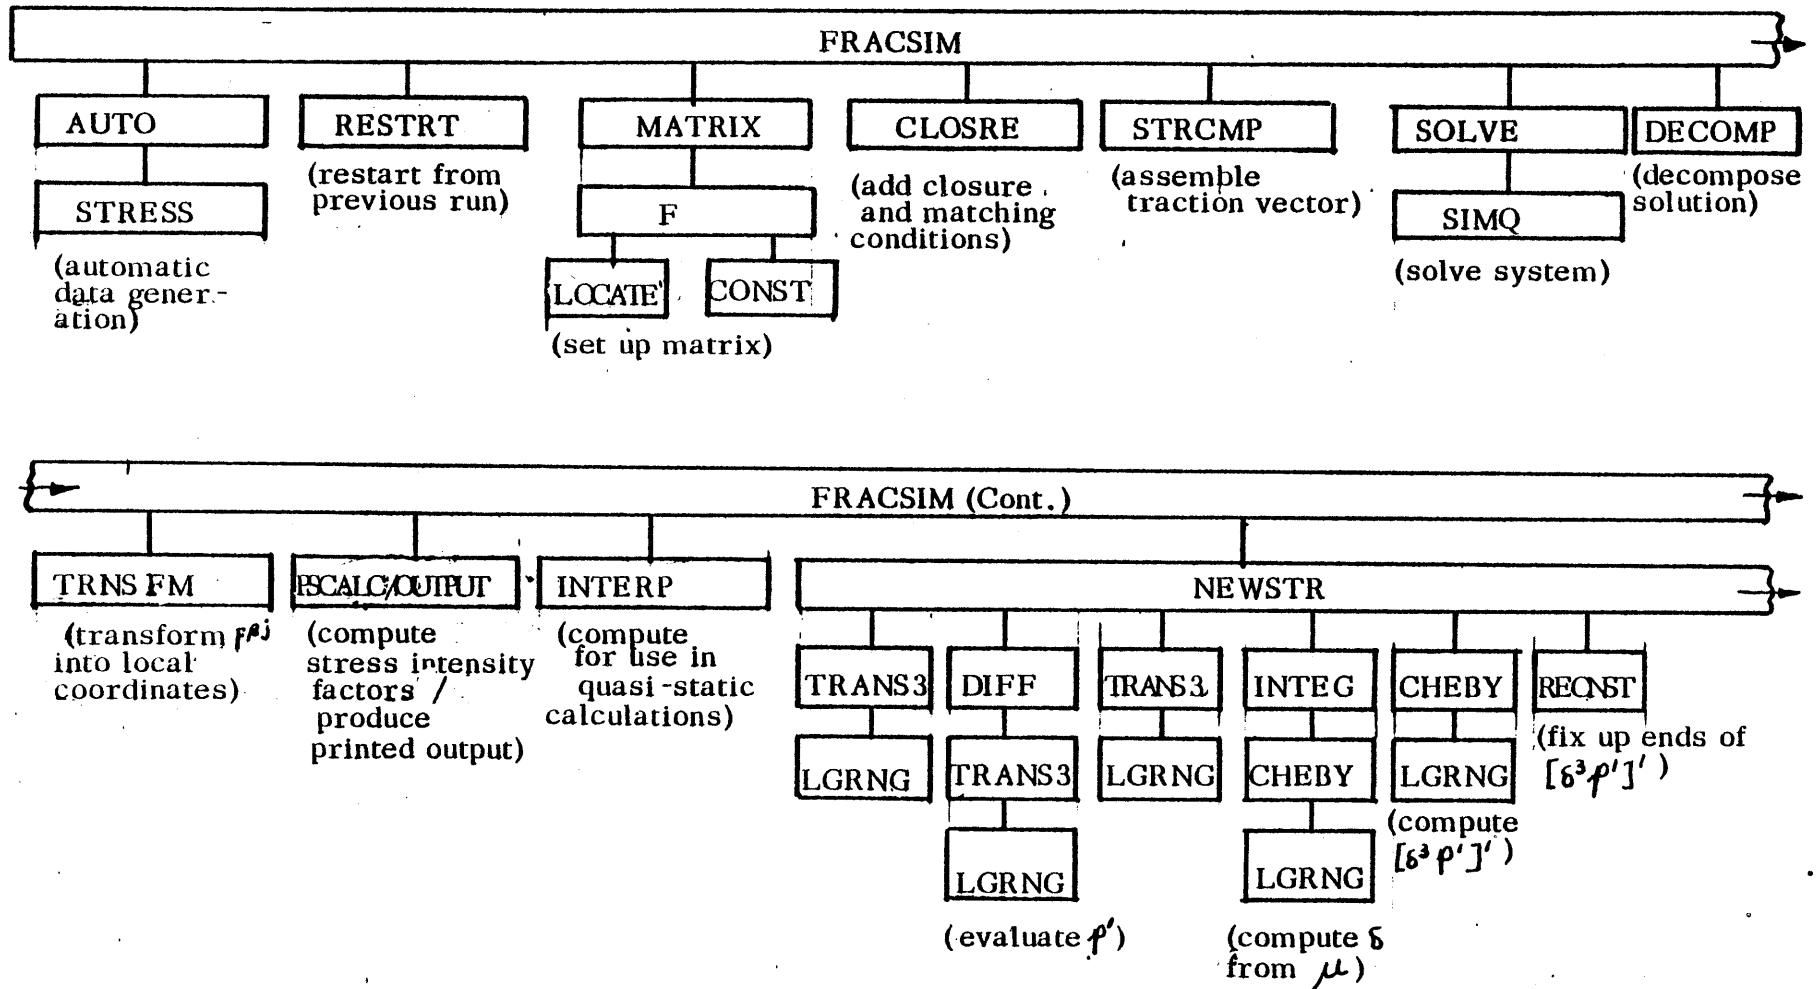 FRACSIM
AUTO
RESTRT
MATRIX
CLOSRE
STRCMP
SOLVE
DECOMP
STRESS
(restart from
previous run)
F
(add closure
and matching
conditions)
(assemble
traction vector)
SIMQ
(decompose
solution)
(automatic
data gener-
ation)
LOCATE
CONST
(set up matrix)
(solve system)
FRACSIM (Cont.)
TRNSFM
PSCALC/OUTPUT
INTERP
NEWSTR
(transform
into local
coordinates)
(compute
stress intensity
factors /
produce
printed output)
(compute
for use in
quasi-static
calculations)
TRANS3
DIFF
TRANS3
INTEG
CHEBY
RECNST
LGRNG
TRANS3
LGRNG
CHEBY
LGRNG
(fix up ends of
[δ³p']')
LGRNG
LGRNG
(compute
[δ³p']')
(evaluate p')
(compute δ
from μ)